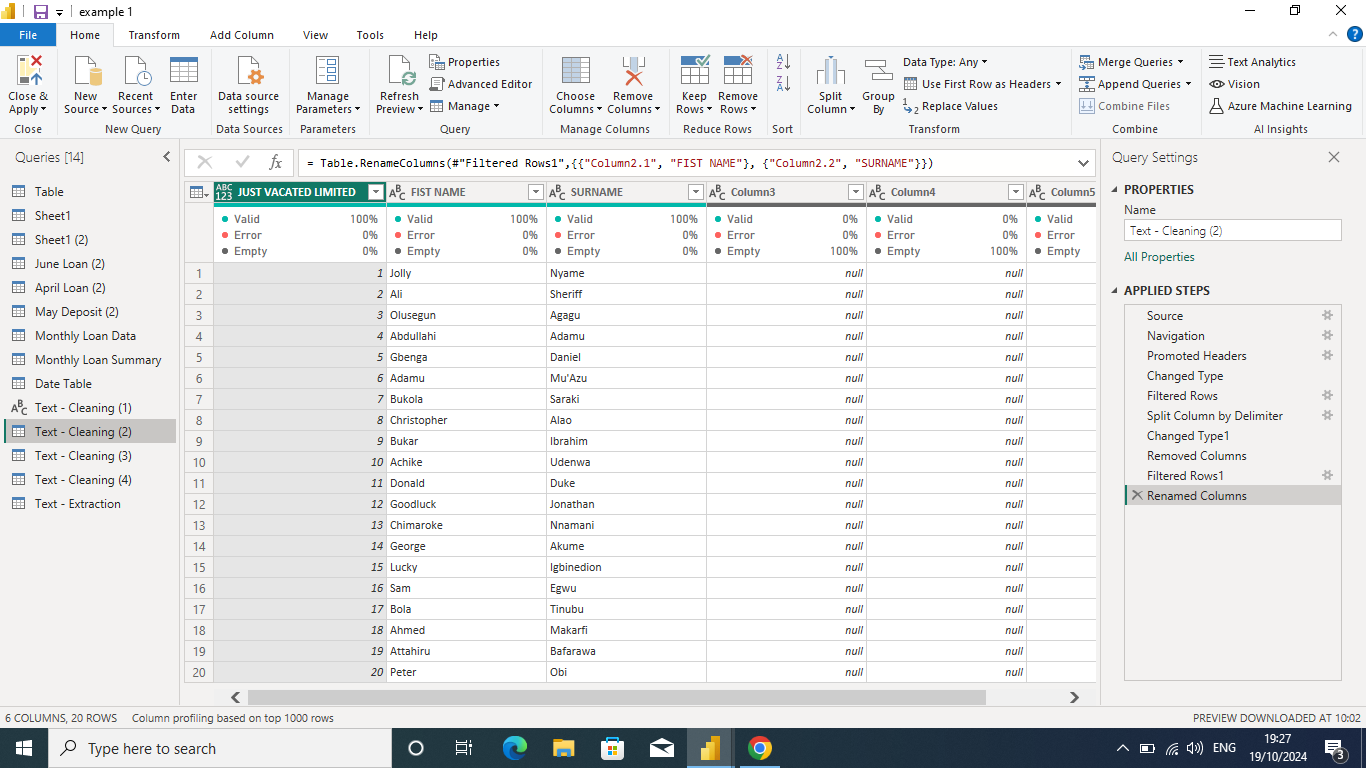 example 1
File Home Transform Add Column View Tools Help
Close & Apply
New Source
Recent Sources
Enter Data
Data source settings
Manage Parameters
Refresh Preview
Properties
Advanced Editor
Manage
Choose Columns
Remove Columns
Keep Rows
Remove Rows
Split Column
Group By
Data Type: Any
Use First Row as Headers
Replace Values
Merge Queries
Append Queries
Combine Files
Text Analytics
Vision
Azure Machine Learning
Close New Query Data Sources Parameters Query Manage Columns Reduce Rows Sort Transform Combine AI Insights
Queries [14]
Table
Sheet1
Sheet1 (2)
June Loan (2)
April Loan (2)
May Deposit (2)
Monthly Loan Data
Monthly Loan Summary
Date Table
Text - Cleaning (1)
Text - Cleaning (2)
Text - Cleaning (3)
Text - Cleaning (4)
Text - Extraction
fx = Table.RenameColumns(#"Filtered Rows1",{{"Column2.1", "FIST NAME"}, {"Column2.2", "SURNAME"}})
ABC 123 JUST VACATED LIMITED ABC FIST NAME ABC SURNAME ABC Column3 ABC Column4 ABC Column5
Valid 100% Valid 100% Valid 100% Valid 0% Valid 0% Valid
Error 0% Error 0% Error 0% Error 0% Error 0% Error
Empty 0% Empty 0% Empty 0% Empty 100% Empty 100% Empty
1 1 Jolly Nyame null null
2 2 Ali Sheriff null null
3 3 Olusegun Agagu null null
4 4 Abdullahi Adamu null null
5 5 Gbenga Daniel null null
6 6 Adamu Mu'Azu null null
7 7 Bukola Saraki null null
8 8 Christopher Alao null null
9 9 Bukar Ibrahim null null
10 10 Achike Udenwa null null
11 11 Donald Duke null null
12 12 Goodluck Jonathan null null
13 13 Chimaroke Nnamani null null
14 14 George Akume null null
15 15 Lucky Igbinedion null null
16 16 Sam Egwu null null
17 17 Bola Tinubu null null
18 18 Ahmed Makarfi null null
19 19 Attahiru Bafarawa null null
20 20 Peter Obi null null
Query Settings
PROPERTIES
Name
Text - Cleaning (2)
All Properties
APPLIED STEPS
Source
Navigation
Promoted Headers
Changed Type
Filtered Rows
Split Column by Delimiter
Changed Type1
Removed Columns
Filtered Rows1
Renamed Columns
6 COLUMNS, 20 ROWS Column profiling based on top 1000 rows PREVIEW DOWNLOADED AT 10:02
Type here to search
ENG
19:27
19/10/2024
3